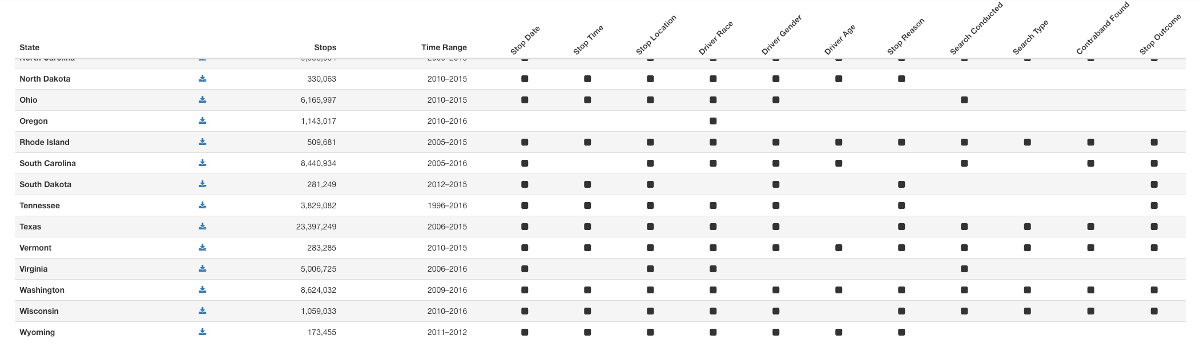 State Stops Time Range Stop Date Stop Time Stop Location Driver Race Driver Gender Driver Age Stop Reason Search Conducted Search Type Contraband Found Stop Outcome
North Dakota 330,063 2010–2015
Ohio 6,165,997 2010–2015
Oregon 1,143,017 2010–2016
Rhode Island 509,681 2005–2015
South Carolina 8,440,934 2005–2016
South Dakota 281,249 2012–2015
Tennessee 3,829,082 1996–2016
Texas 23,397,249 2006–2015
Vermont 283,285 2010–2015
Virginia 5,006,725 2006–2016
Washington 8,624,032 2009–2016
Wisconsin 1,059,033 2010–2016
Wyoming 173,455 2011–2012